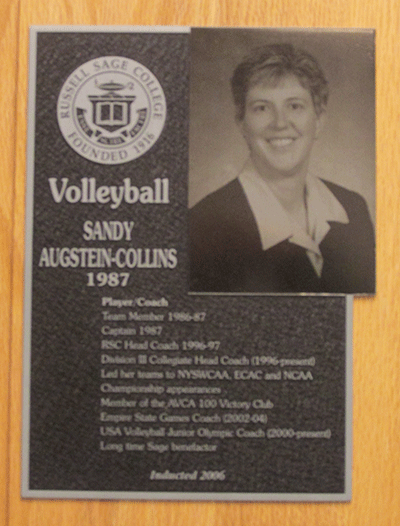 RUSSELL SAGE COLLEGE
FOUNDED 1916
Volleyball
SANDY
AUGSTEIN-COLLINS
1987
Player/Coach
Team Member 1986-87
Captain 1987
RSC Head Coach 1996-97
Division III Collegiate Head Coach (1996-present)
Led her teams to NYSWCAA, ECAC and NCAA
Championship appearances
Member of the AVCA 100 Victory Club
Empire State Games Coach (2002-04)
USA Volleyball Junior Olympic Coach (2000-present)
Long time Sage benefactor
Inducted 2006